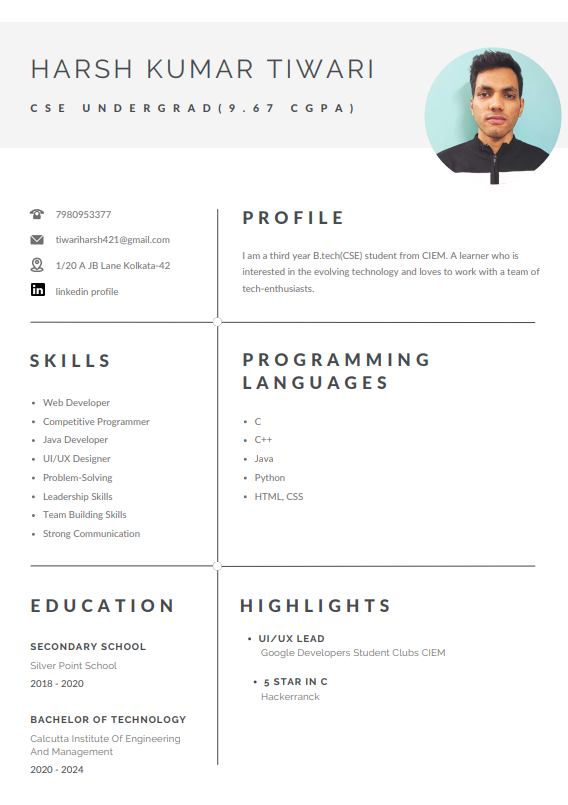 HARSH KUMAR TIWARI
CSE UNDERGRAD(9.67 CGPA)
7980953377
tiwariharsh421@gmail.com
1/20 A JB Lane Kolkata-42
in linkedin profile
PROFILE
I am a third year B.tech(CSE) student from CIEM. A learner who is
interested in the evolving technology and loves to work with a team of
tech-enthusiasts.
SKILLS
• Web Developer
• Competitive Programmer
• Java Developer
• UI/UX Designer
• Problem-Solving
• Leadership Skills
• Team Building Skills
• Strong Communication
PROGRAMMING
LANGUAGES
• C
• C++
• Java
• Python
• HTML, CSS
EDUCATION
SECONDARY SCHOOL
Silver Point School
2018 - 2020
BACHELOR OF TECHNOLOGY
Calcutta Institute Of Engineering
And Management
2020 - 2024
HIGHLIGHTS
• UI/UX LEAD
Google Developers Student Clubs CIEM
• 5 STAR IN C
Hackerranck